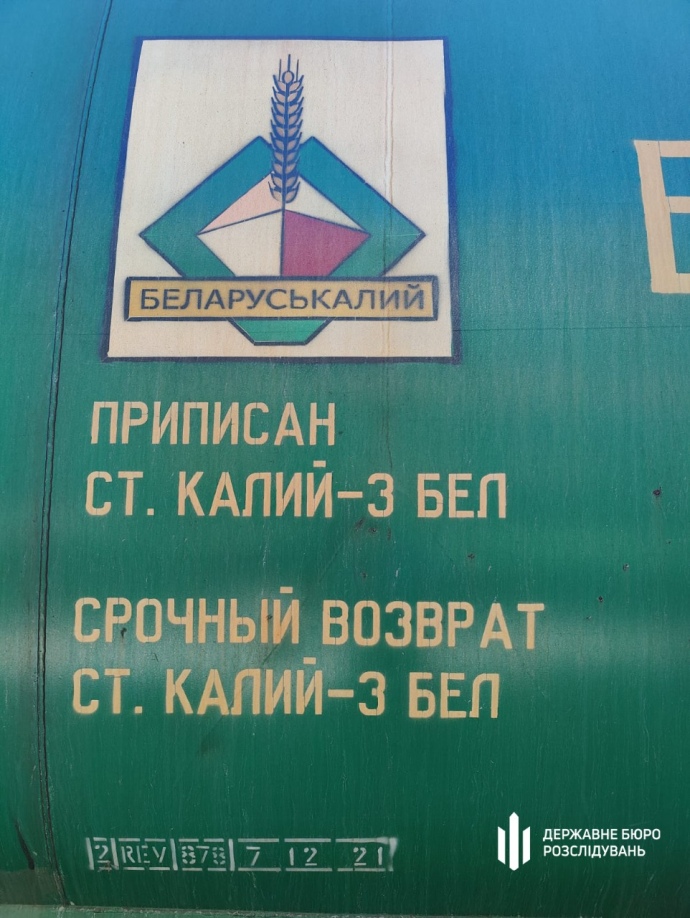 БЕЛАРУСЬКАЛИЙ
ПРИПИСАН
СТ. КАЛИЙ-3 БЕЛ
СРОЧНЫЙ ВОЗВРАТ
СТ. КАЛИЙ-3 БЕЛ
2 REV 878 7 12 21
ДЕРЖАВНЕ БЮРО
РОЗСЛІДУВАНЬ